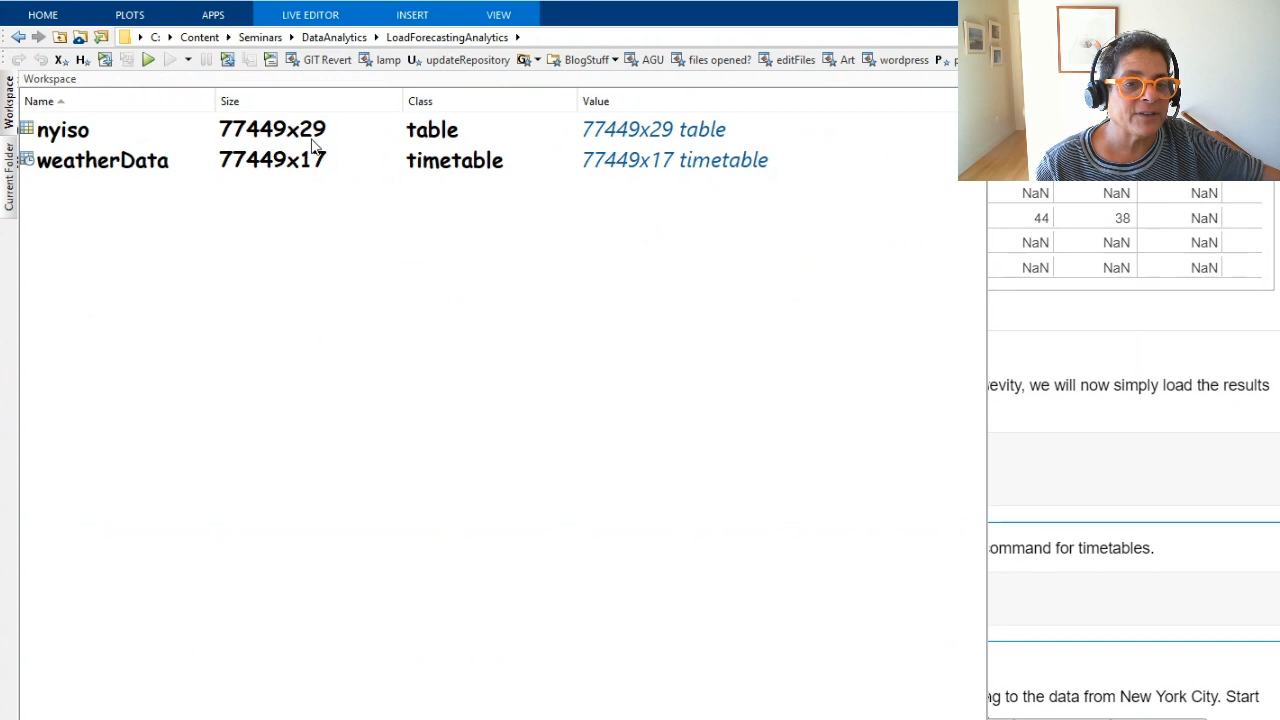 HOME PLOTS APPS LIVE EDITOR INSERT VIEW
C: Content Seminars DataAnalytics LoadForecastingAnalytics
GIT Revert lamp updateRepository BlogStuff AGU files opened? editFiles Art wordpress p
Workspace
Workspace
Current Folder
Name Size Class Value
nyiso 77449x29 table 77449x29 table
weatherData 77449x17 timetable 77449x17 timetable
NaN NaN NaN
44 38 NaN
NaN NaN NaN
NaN NaN NaN
evity, we will now simply load the results
ommand for timetables.
ng to the data from New York City. Start